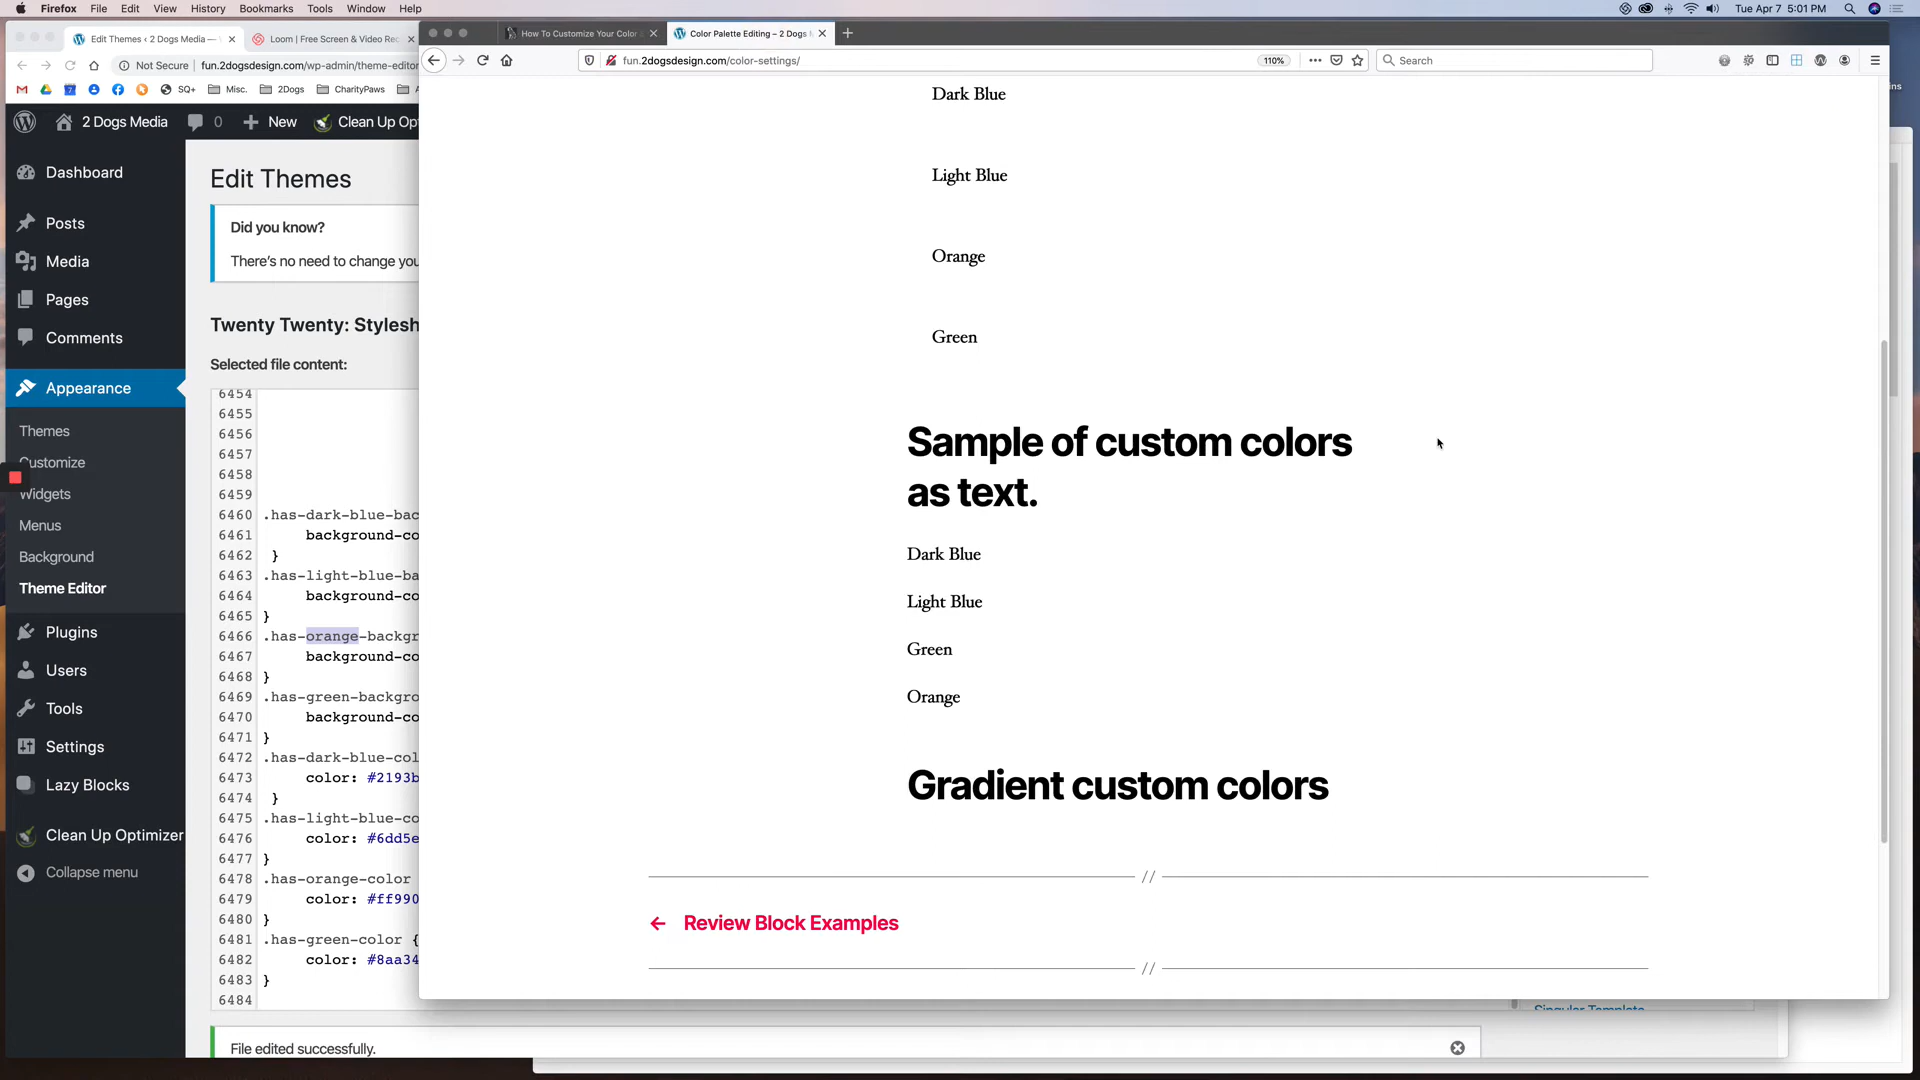 Firefox File Edit View History Bookmarks Tools Window Help
Tue Apr 7 5:01 PM
Edit Themes ‹ 2 Dogs Media —
Loom | Free Screen & Video Rec
Not Secure fun.2dogsdesign.com/wp-admin/theme-editor
SQ+ Misc. 2Dogs CharityPaws
2 Dogs Media 0 New Clean Up Opt
Dashboard
Posts
Media
Pages
Comments
Appearance
Themes
Customize
Widgets
Menus
Background
Theme Editor
Plugins
Users
Tools
Settings
Lazy Blocks
Clean Up Optimizer
Collapse menu
Edit Themes
Did you know?
There's no need to change you
Twenty Twenty: Stylesh
Selected file content:
6454
6455
6456
6457
6458
6459
6460 .has-dark-blue-bac
6461 background-co
6462 }
6463 .has-light-blue-ba
6464 background-co
6465 }
6466 .has-orange-backgr
6467 background-co
6468 }
6469 .has-green-backgro
6470 background-co
6471 }
6472 .has-dark-blue-col
6473 color: #2193b
6474 }
6475 .has-light-blue-co
6476 color: #6dd5e
6477 }
6478 .has-orange-color
6479 color: #ff990
6480 }
6481 .has-green-color {
6482 color: #8aa34
6483 }
6484
File edited successfully.
How To Customize Your Color
Color Palette Editing – 2 Dogs
fun.2dogsdesign.com/color-settings/
110%
Search
Dark Blue
Light Blue
Orange
Green
Sample of custom colors
as text.
Dark Blue
Light Blue
Green
Orange
Gradient custom colors
//
← Review Block Examples
//
Singular Template
ns